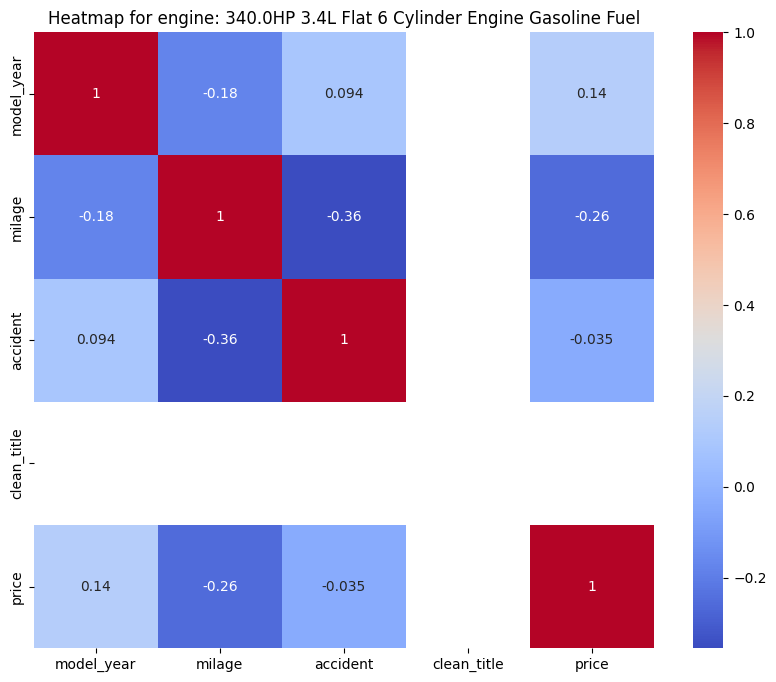 Heatmap for engine: 340.0HP 3.4L Flat 6 Cylinder Engine Gasoline Fuel
model_year
1
-0.18
0.094
0.14
milage
-0.18
1
-0.36
-0.26
accident
0.094
-0.36
1
-0.035
clean_title
price
0.14
-0.26
-0.035
1
model_year
milage
accident
clean_title
price
1.0
0.8
0.6
0.4
0.2
0.0
−0.2